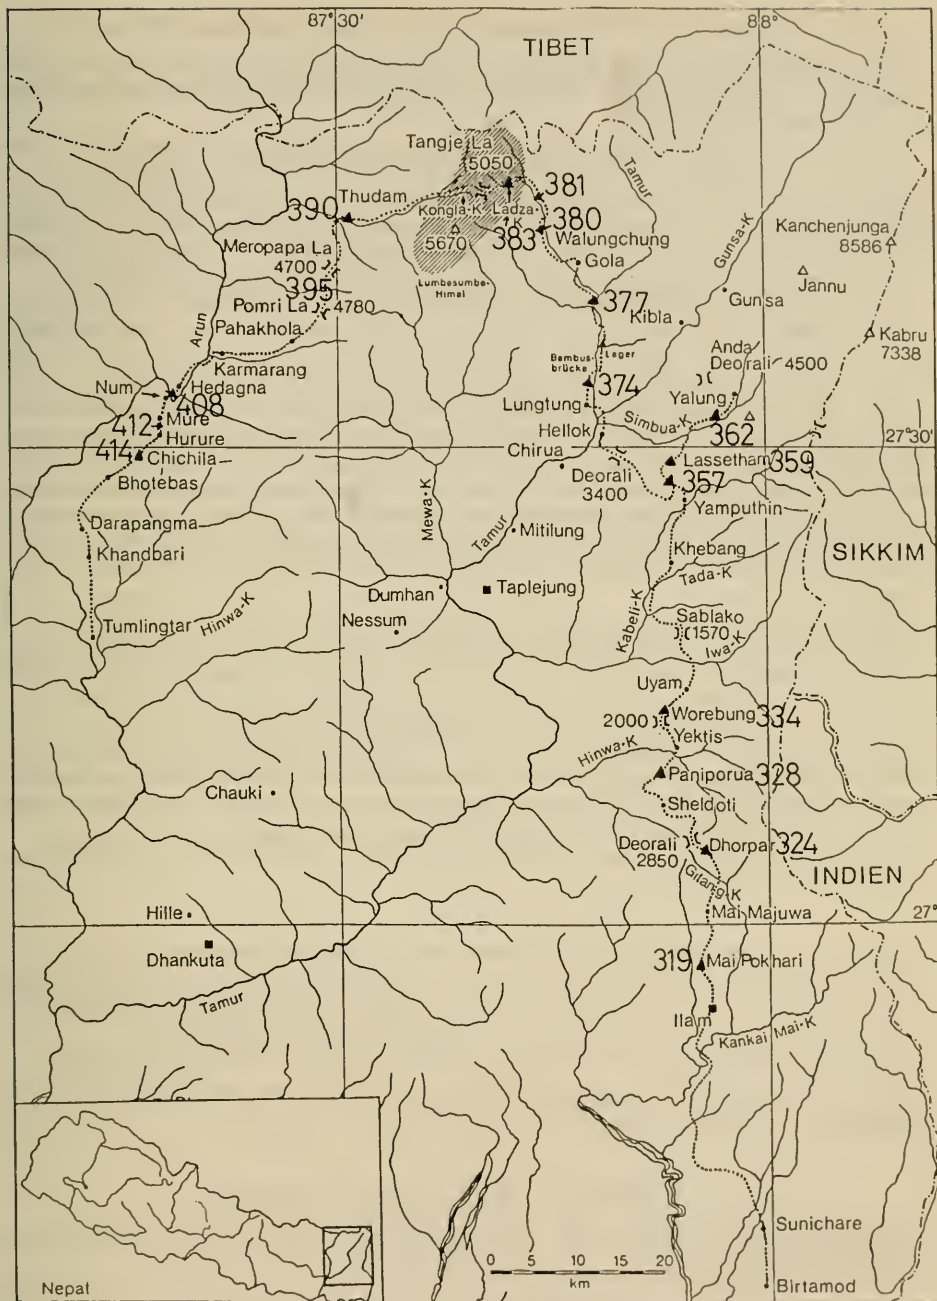 87°30'
88°
TIBET
Tangje La
5050
381
390
Thudam
Kongla-K
Ladza-
K
380
383
5670
Walungchung
Gola
Tamur
Gunsa-K
Kanchenjunga
8586
Jannu
Meropapa La
4700
Lumbasumbe-
Himal
395
Pomri La
4780
377
Gunsa
Kibla
Kabru
7338
Arun
Pahakhola
Karmarang
Bambus-
brücke
Lager
Anda
Deorali 4500
Num
Hedagna
408
374
Yalung
Lungtung
Simbua-K
362
412
Mure
Hurure
Hellok
27°30'
414
Chichila
Chirua
Deorali
3400
Lassetham
359
357
Bhotebas
Yamputhin
Darapangma
Mewa-K
Tamur
Mitilung
Khandbari
Khebang
Tada-K
SIKKIM
Dumhan
Taplejung
Hinwa-K
Nessum
Kabeli-K
Sablako
1570
Iwa-K
Tumlingtar
Uyam
2000
Worebung
334
Yektis
Hinwa-K
Paniporua
328
Chauki
Sheldoti
Deorali
2850
Dhorpar
324
Gitang-K
INDIEN
Hille
Mai Majuwa
27°
Dhankuta
319
Mai Pokhari
Tamur
Ilam
Kankai Mai-K
Sunichare
0 5 10 15 20
km
Nepal
Birtamod